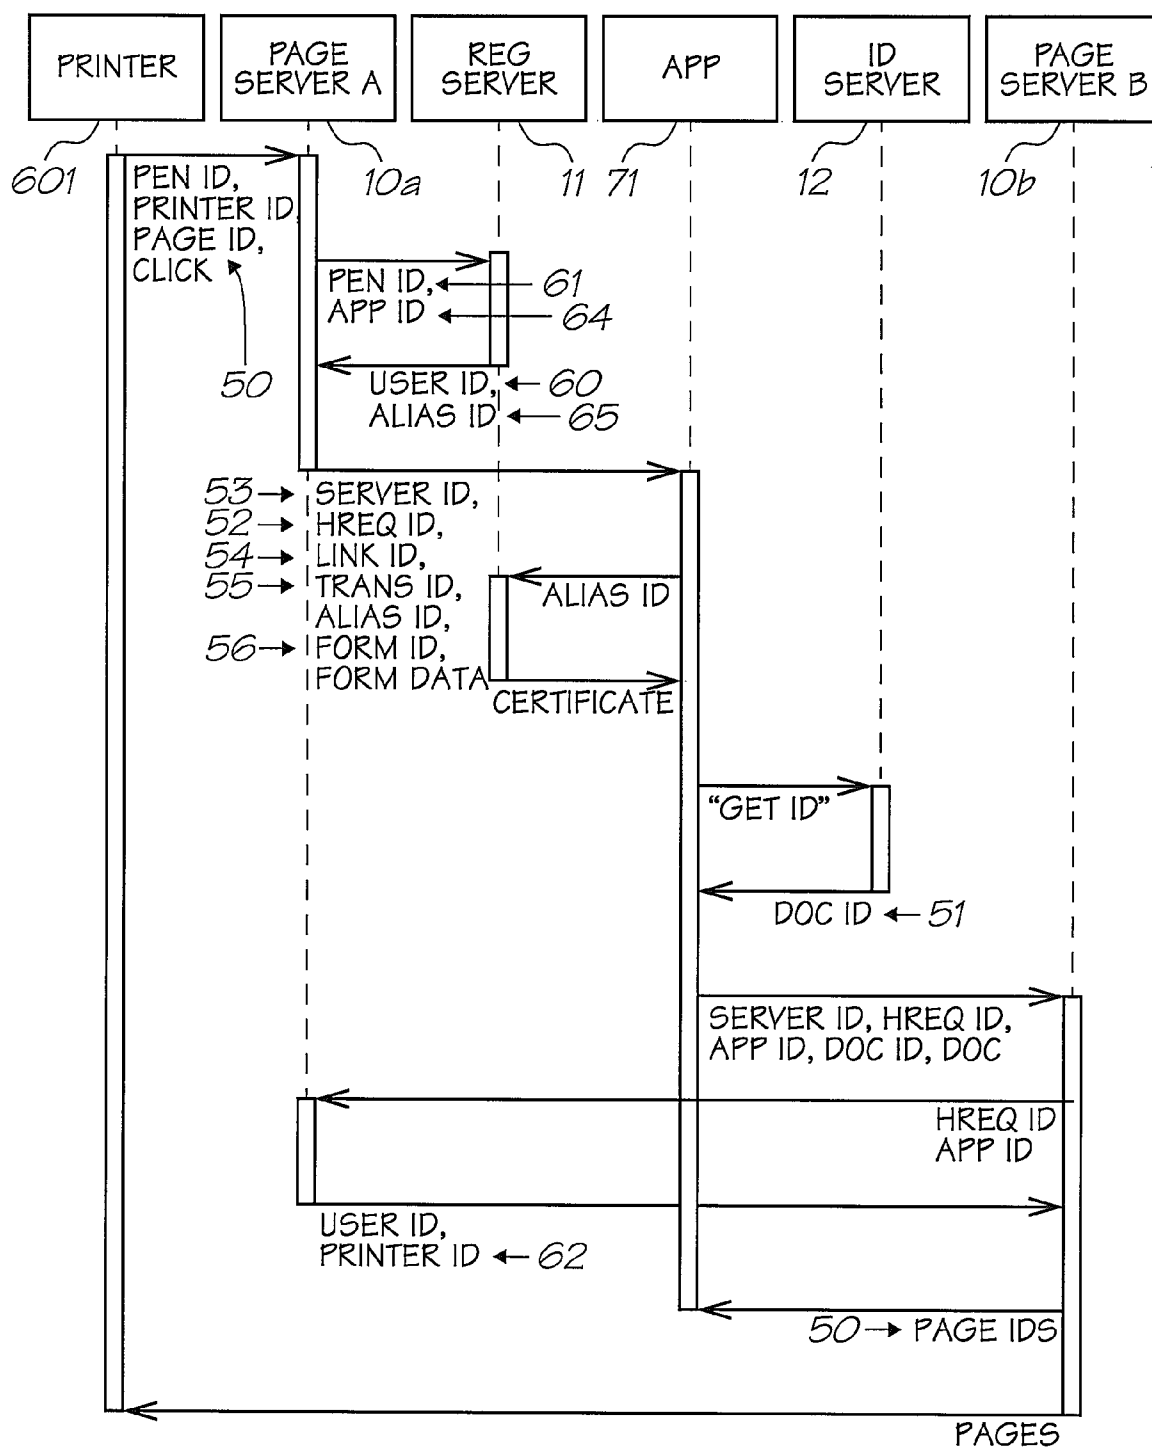 PRINTER
PAGE
SERVER A
REG
SERVER
APP
ID
SERVER
PAGE
SERVER B
601
10a
11
71
12
10b
PEN ID,
PRINTER ID
PAGE ID,
CLICK
50
PEN ID,
61
APP ID
64
USER ID,
60
ALIAS ID
65
53
SERVER ID,
52
HREQ ID,
54
LINK ID,
55
TRANS ID,
ALIAS ID,
56
FORM ID,
FORM DATA
ALIAS ID
CERTIFICATE
“GET ID”
DOC ID
51
SERVER ID, HREQ ID,
APP ID, DOC ID, DOC
HREQ ID
APP ID
USER ID,
PRINTER ID
62
50
PAGE IDS
PAGES